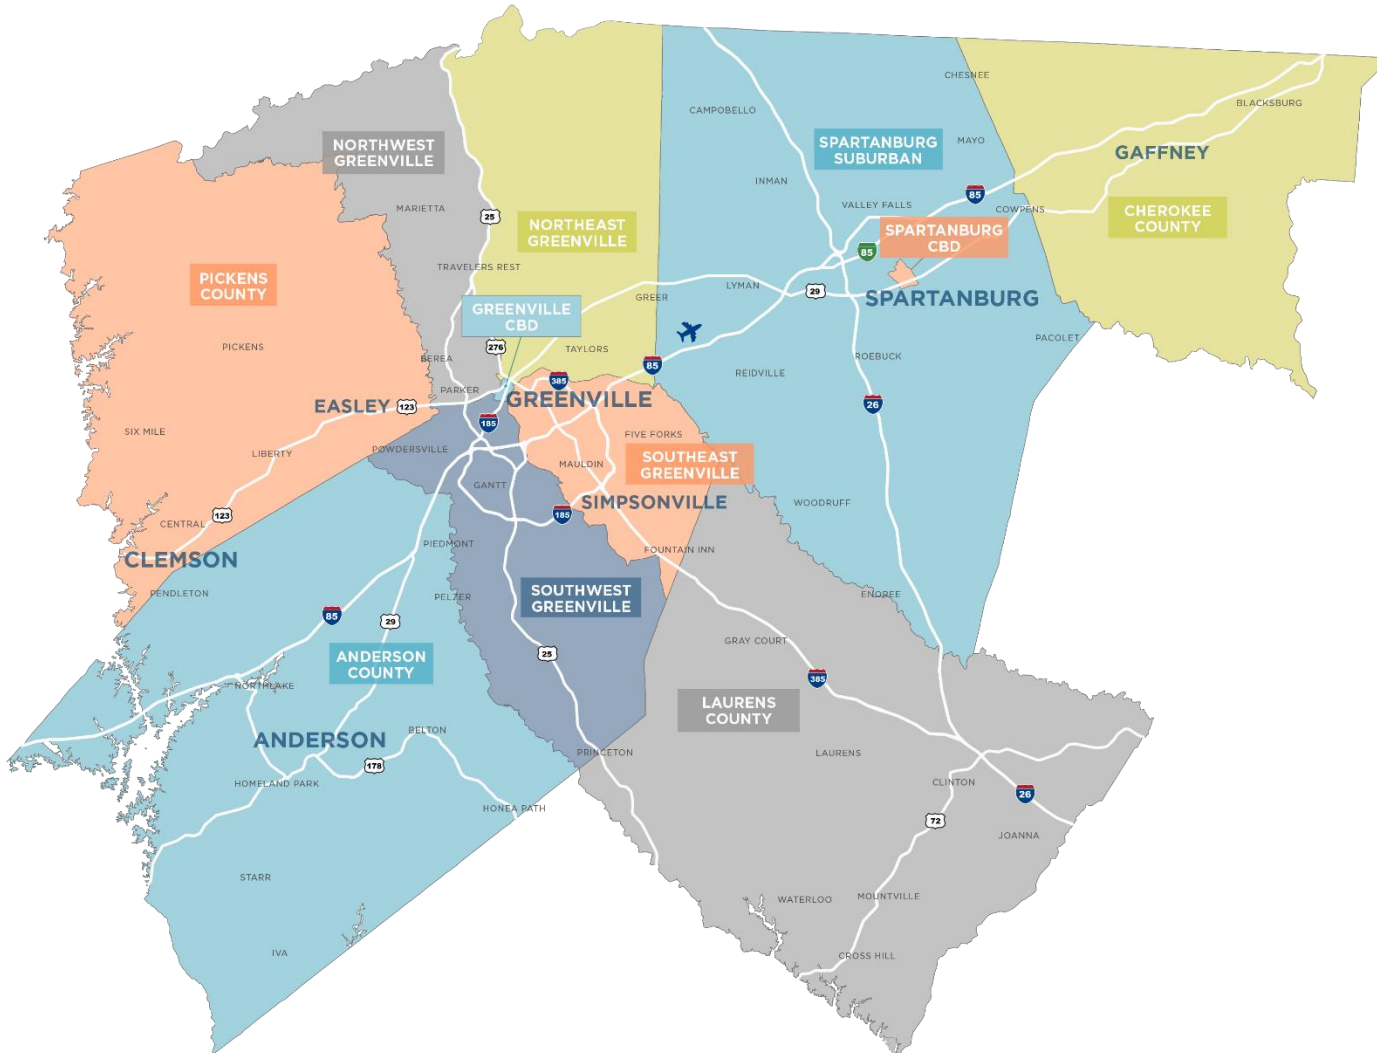 CHESNEE
BLACKSBURG
CAMPOBELLO
NORTHWEST
GREENVILLE
SPARTANBURG
SUBURBAN
MAYO
GAFFNEY
INMAN
85
MARIETTA
25
VALLEY FALLS
COWPENS
CHEROKEE
COUNTY
NORTHEAST
GREENVILLE
SPARTANBURG
CBD
85
TRAVELERS REST
PICKENS
COUNTY
LYMAN
29
SPARTANBURG
GREER
GREENVILLE
CBD
PICKENS
276
TAYLORS
BEREA
ROEBUCK
PACOLET
85
REIDVILLE
385
PARKER
GREENVILLE
EASLEY
123
26
185
SIX MILE
FIVE FORKS
LIBERTY
POWDERSVILLE
MAULDIN
SOUTHEAST
GREENVILLE
GANTT
SIMPSONVILLE
WOODRUFF
123
185
CENTRAL
PIEDMONT
FOUNTAIN INN
CLEMSON
PENDLETON
PELZER
SOUTHWEST
GREENVILLE
ENOREE
85
29
GRAY COURT
25
ANDERSON
COUNTY
385
NORTHLAKE
LAURENS
COUNTY
ANDERSON
BELTON
PRINCETON
LAURENS
178
HOMELAND PARK
CLINTON
26
HONEA PATH
72
JOANNA
STARR
WATERLOO
MOUNTVILLE
IVA
CROSS HILL